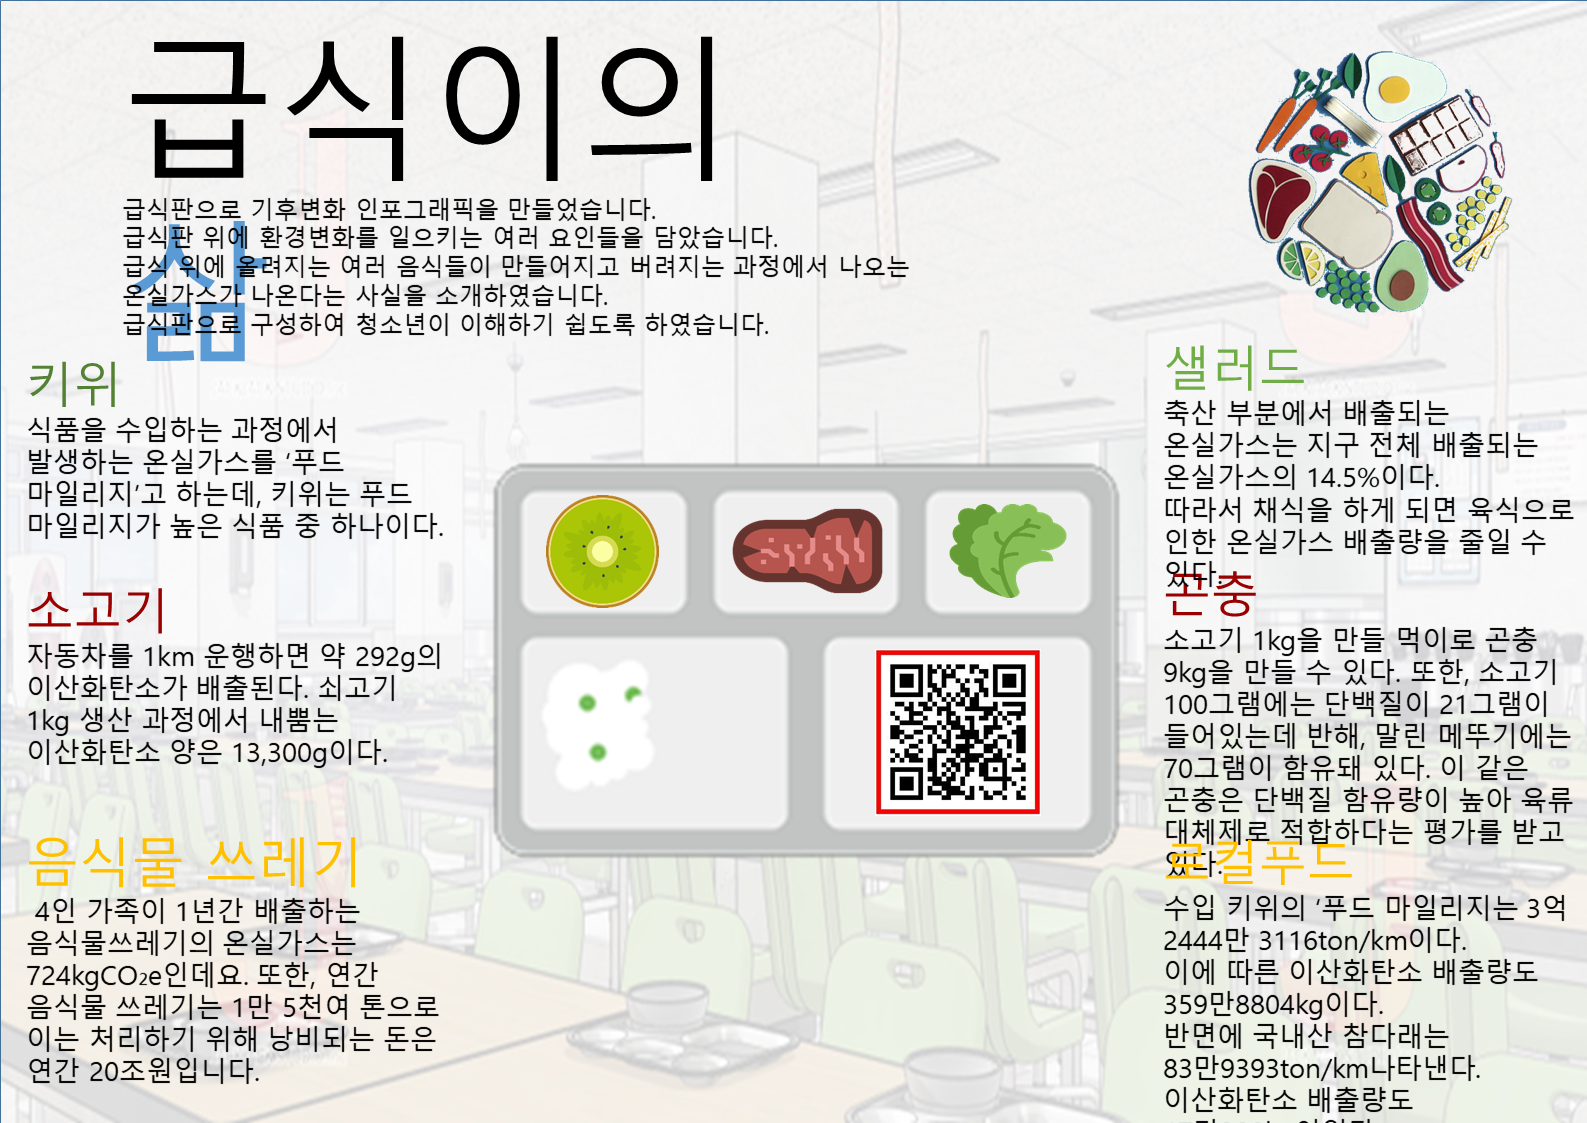 급식이의
삶
급식판으로 기후변화 인포그래픽을 만들었습니다.
급식판 위에 환경변화를 일으키는 여러 요인들을 담았습니다.
급식 위에 올려지는 여러 음식들이 만들어지고 버려지는 과정에서 나오는
온실가스가 나온다는 사실을 소개하였습니다.
급식판으로 구성하여 청소년이 이해하기 쉽도록 하였습니다.
키위
식품을 수입하는 과정에서
발생하는 온실가스를 ‘푸드
마일리지’고 하는데, 키위는 푸드
마일리지가 높은 식품 중 하나이다.
소고기
자동차를 1km 운행하면 약 292g의
이산화탄소가 배출된다. 쇠고기
1kg 생산 과정에서 내뿜는
이산화탄소 양은 13,300g이다.
음식물 쓰레기
4인 가족이 1년간 배출하는
음식물쓰레기의 온실가스는
724kgCO₂e인데요. 또한, 연간
음식물 쓰레기는 1만 5천여 톤으로
이는 처리하기 위해 낭비되는 돈은
연간 20조원입니다.
샐러드
축산 부분에서 배출되는
온실가스는 지구 전체 배출되는
온실가스의 14.5%이다.
따라서 채식을 하게 되면 육식으로
인한 온실가스 배출량을 줄일 수
있다.
곤충
소고기 1kg을 만들 먹이로 곤충
9kg을 만들 수 있다. 또한, 소고기
100그램에는 단백질이 21그램이
들어있는데 반해, 말린 메뚜기에는
70그램이 함유돼 있다. 이 같은
곤충은 단백질 함유량이 높아 육류
대체제로 적합하다는 평가를 받고
있다.
로컬푸드
수입 키위의 ‘푸드 마일리지는 3억
2444만 3116ton/km이다.
이에 따른 이산화탄소 배출량도
359만8804kg이다.
반면에 국내산 참다래는
83만9393ton/km나타낸다.
이산화탄소 배출량도